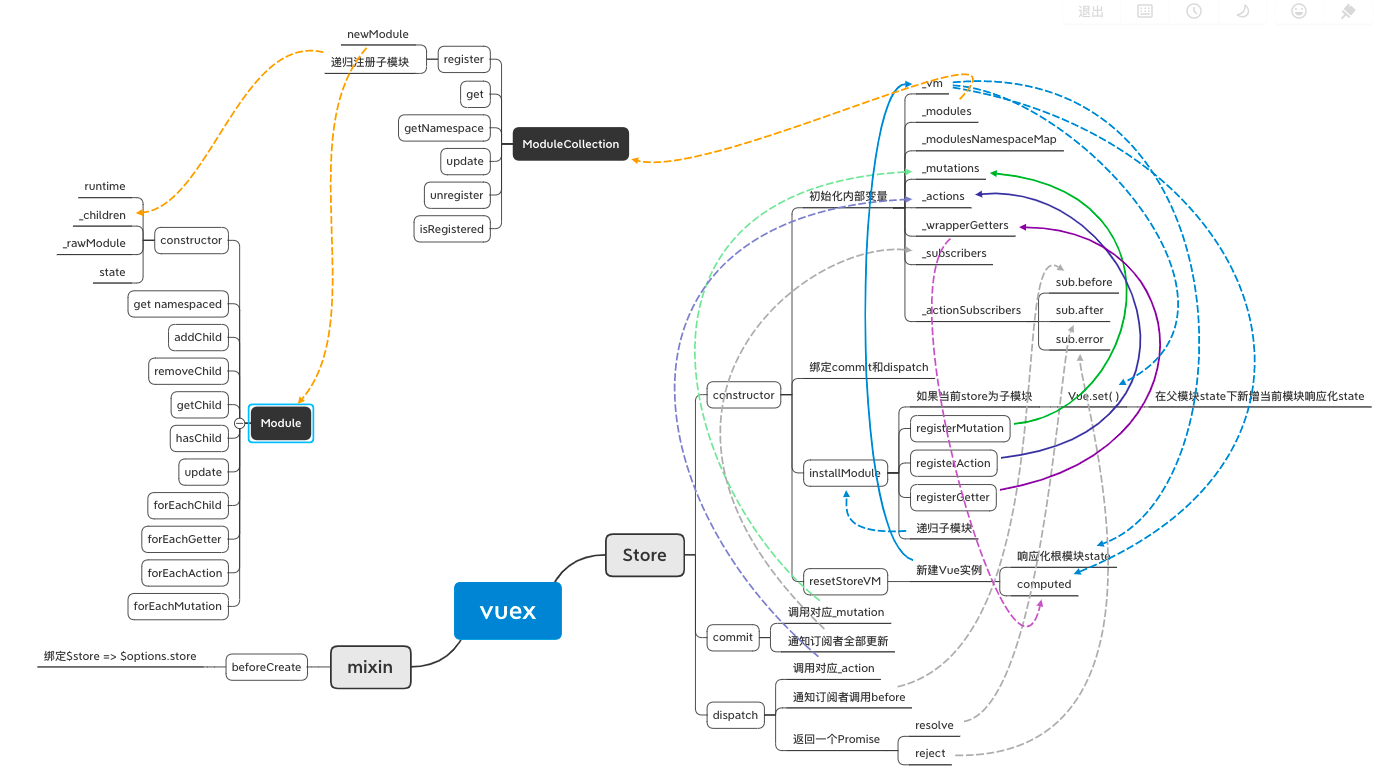 退出
newModule
递归注册子模块
register
get
getNamespace
update
unregister
isRegistered
ModuleCollection
runtime
_children
_rawModule
state
constructor
get namespaced
addChild
removeChild
getChild
hasChild
update
forEachChild
forEachGetter
forEachAction
forEachMutation
Module
vuex
mixin
beforeCreate
绑定$store => $options.store
Store
constructor
初始化内部变量
_vm
_modules
_modulesNamespaceMap
_mutations
_actions
_wrapperGetters
_subscribers
_actionSubscribers
sub.before
sub.after
sub.error
绑定commit和dispatch
installModule
如果当前store为子模块
Vue.set( )
在父模块state下新增当前模块响应化state
registerMutation
registerAction
registerGetter
递归子模块
resetStoreVM
新建Vue实例
响应化根模块state
computed
commit
调用对应_mutation
通知订阅者全部更新
dispatch
调用对应_action
通知订阅者调用before
返回一个Promise
resolve
reject